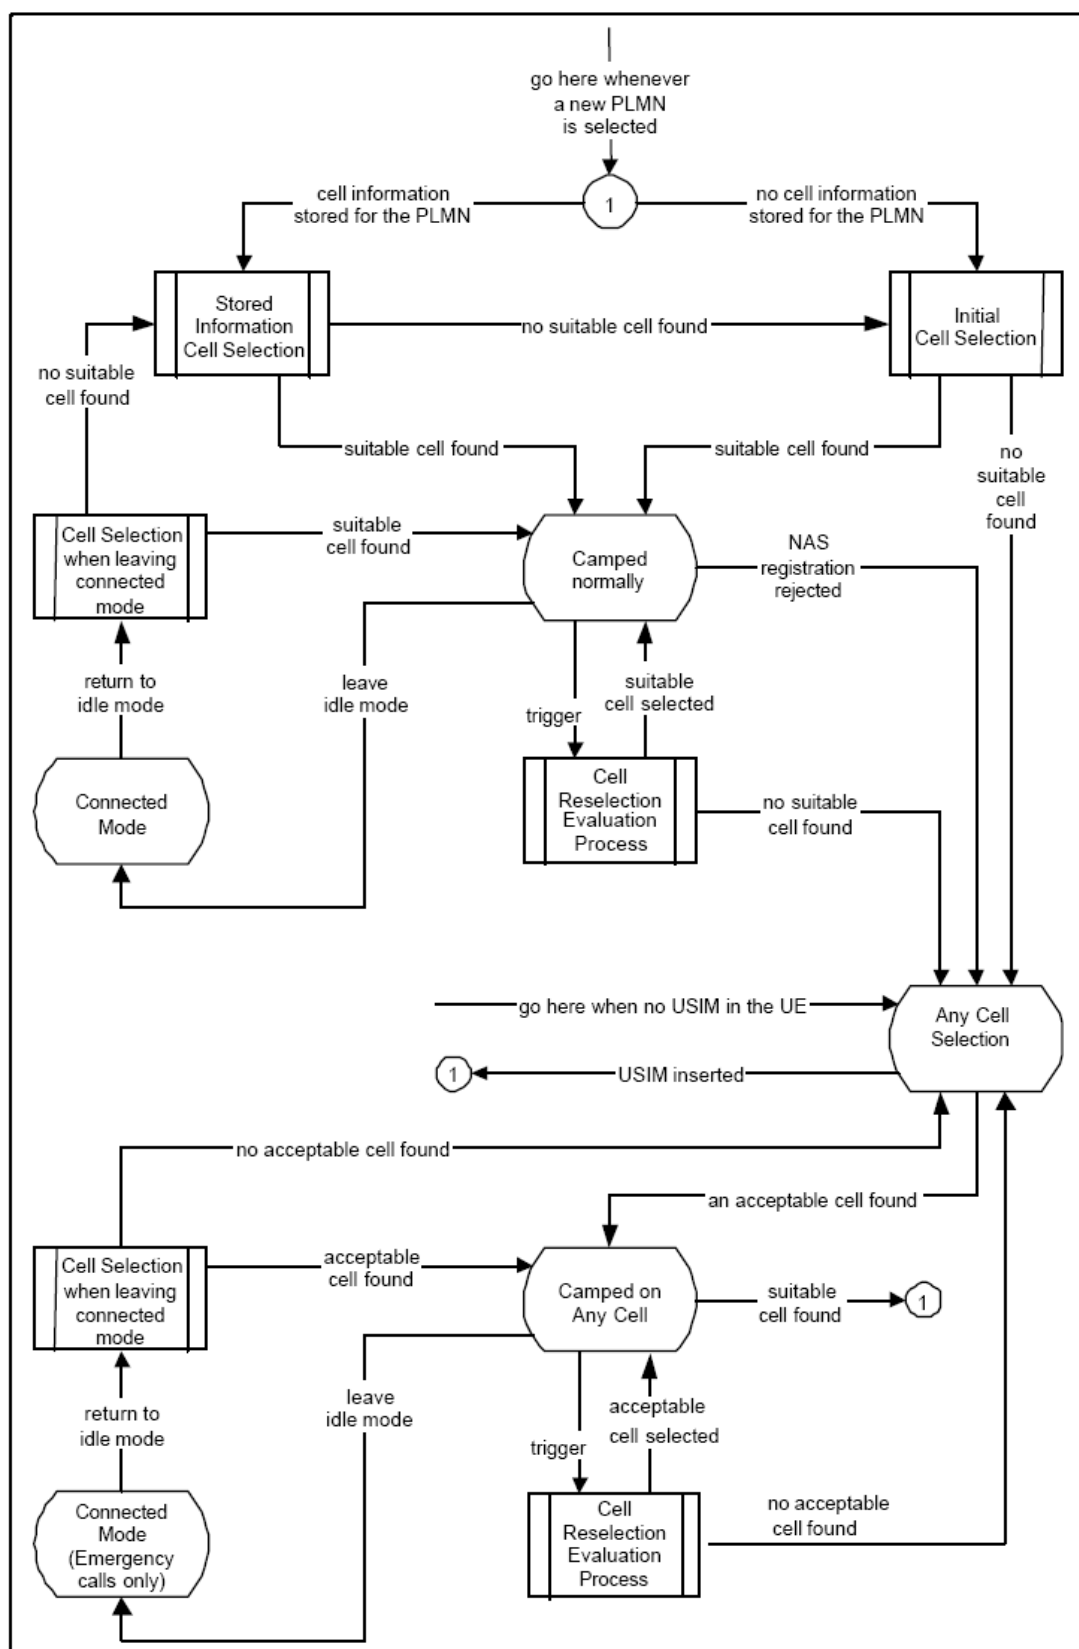 go here whenever
a new PLMN
is selected
cell information
stored for the PLMN
1
no cell information
stored for the PLMN
Stored
Information
Cell Selection
no suitable cell found
Initial
Cell Selection
no suitable
cell found
suitable cell found
suitable cell found
no
suitable
cell
found
Cell Selection
when leaving
connected
mode
suitable
cell found
Camped
normally
NAS
registration
rejected
return to
idle mode
leave
idle mode
trigger
suitable
cell selected
Connected
Mode
Cell
Reselection
Evaluation
Process
no suitable
cell found
go here when no USIM in the UE
Any Cell
Selection
1
USIM inserted
no acceptable cell found
an acceptable cell found
Cell Selection
when leaving
connected
mode
acceptable
cell found
Camped on
Any Cell
suitable
cell found
1
return to
idle mode
leave
idle mode
trigger
acceptable
cell selected
Connected
Mode
(Emergency
calls only)
Cell
Reselection
Evaluation
Process
no acceptable
cell found